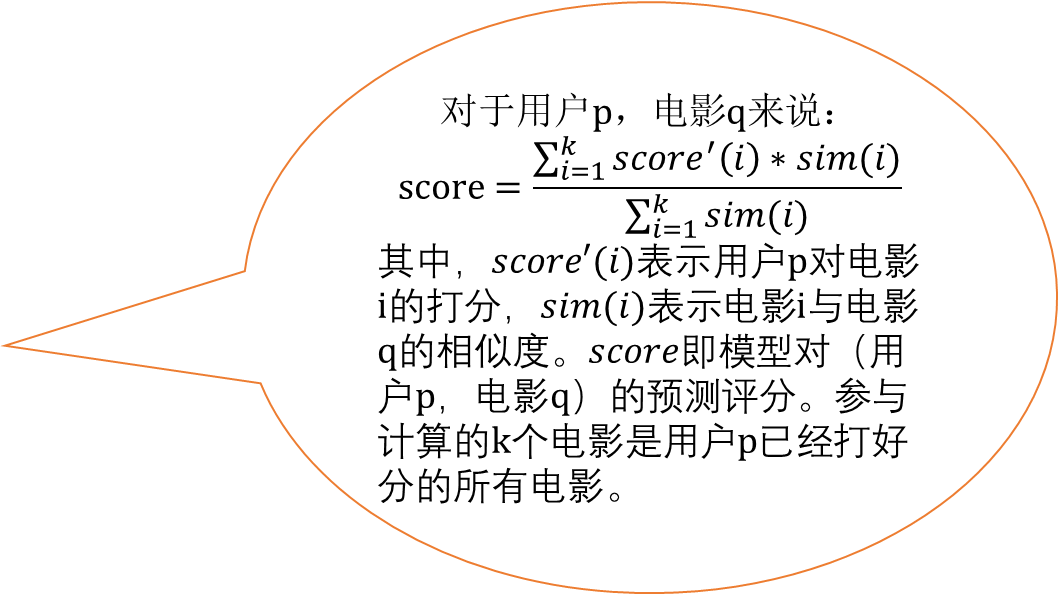 对于用户p，电影q来说：
score = \frac{\sum_{i=1}^{k} score'(i) * sim(i)}{\sum_{i=1}^{k} sim(i)}
其中，score'(i)表示用户p对电影
i的打分，sim(i)表示电影i与电影
q的相似度。score即模型对（用
户p，电影q）的预测评分。参与
计算的k个电影是用户p已经打好
分的所有电影。